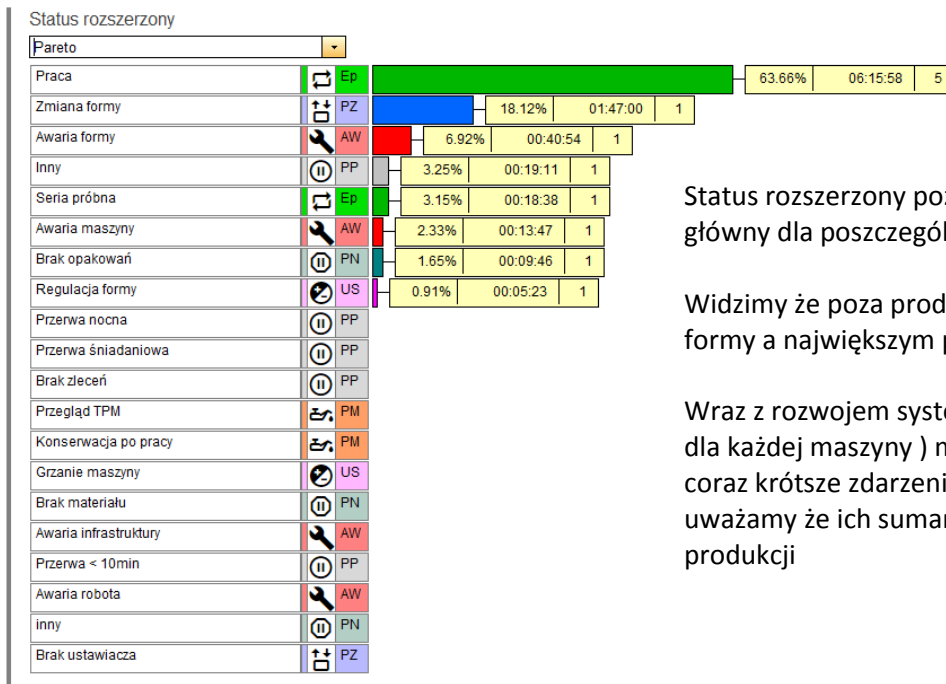 Status rozszerzony
Pareto
Praca Ep 63.66% 06:15:58 5
Zmiana formy PZ 18.12% 01:47:00 1
Awaria formy AW 6.92% 00:40:54 1
Inny PP 3.25% 00:19:11 1
Seria próbna Ep 3.15% 00:18:38 1
Awaria maszyny AW 2.33% 00:13:47 1
Brak opakowań PN 1.65% 00:09:46 1
Regulacja formy US 0.91% 00:05:23 1
Przerwa nocna PP
Przerwa śniadaniowa PP
Brak zleceń PP
Przegląd TPM PM
Konserwacja po pracy PM
Grzanie maszyny US
Brak materiału PN
Awaria infrastruktury AW
Przerwa < 10min PP
Awaria robota AW
inny PN
Brak ustawiacza PZ
Status rozszerzony
główny dla
Widzimy że poza
formy a największym
Wraz z rozwojem
dla każdej maszyny )
coraz krótsze
uważamy że ich
produkcji